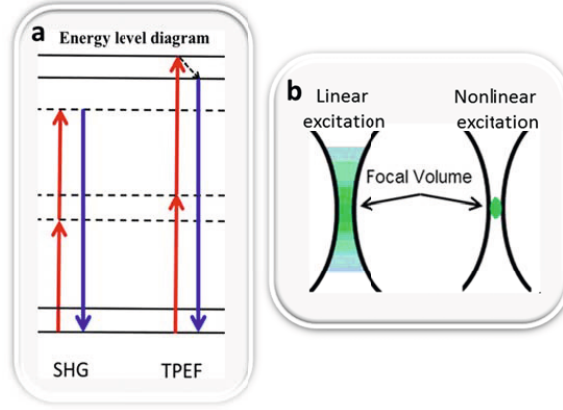 a
Energy level diagram
SHG
TPEF
b
Linear
excitation
Nonlinear
excitation
Focal Volume